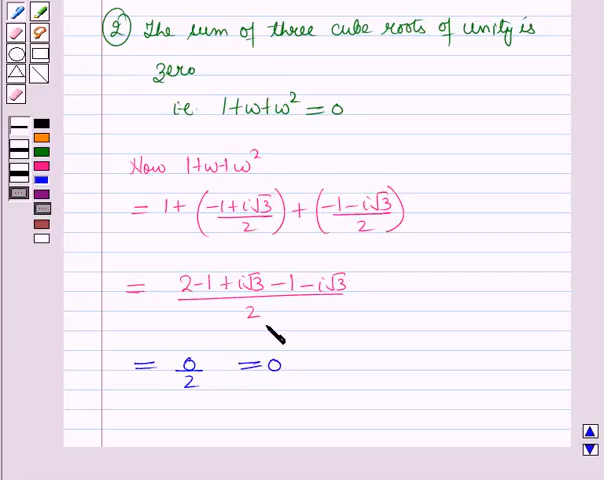 ② The sum of three cube roots of unity is
zero
i.e. 1+ω+ω² = 0
Now 1+ω+ω²
= 1 + (-1+i√3/2) + (-1-i√3/2)
= 2-1+i√3-1-i√3/2
= 0/2 = 0